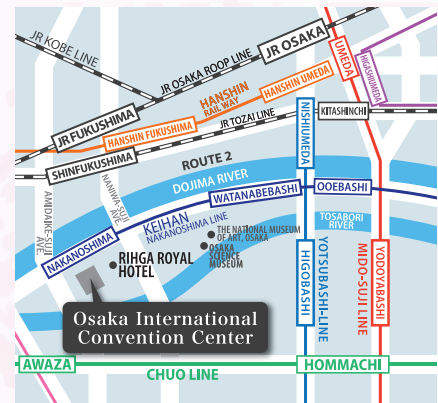 JR KOBE LINE
JR OSAKA
UMEDA
HIGASHIUMEDA
JR OSAKA ROOP LINE
HANSHIN
RAIL WAY
HANSHIN UMEDA
JR FUKUSHIMA
HANSHIN FUKUSHIMA
JR TOZAI LINE
KITASHINCHI
SHINFUKUSHIMA
NISHIUMEDA
ROUTE 2
DOJIMA RIVER
AMIDAIKE-SUJI
AVE.
NANIWA-SUJI
AVE.
WATANABEBASHI
OOEBASHI
KEIHAN
NAKANOSHIMA LINE
NAKANOSHIMA
TOSABORI
RIVER
THE NATIONAL MUSEUM
OF ART, OSAKA
OSAKA
SCIENCE
MUSEUM
RIHGA ROYAL
HOTEL
HIGOBASHI
YOTSUBASHI-LINE
MIDO-SUJI LINE
YODOYABASHI
Osaka International
Convention Center
AWAZA
CHUO LINE
HOMMACHI